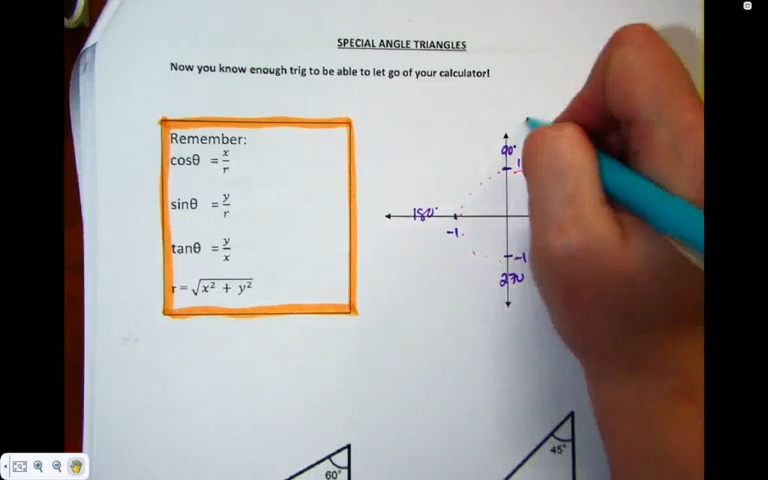 SPECIAL ANGLE TRIANGLES
Now you know enough trig to be able to let go of your calculator!
Remember:
cosθ = x/r
sinθ = y/r
tanθ = y/x
r = √x² + y²
90°
1
180°
-1
-1
270
60°
45°